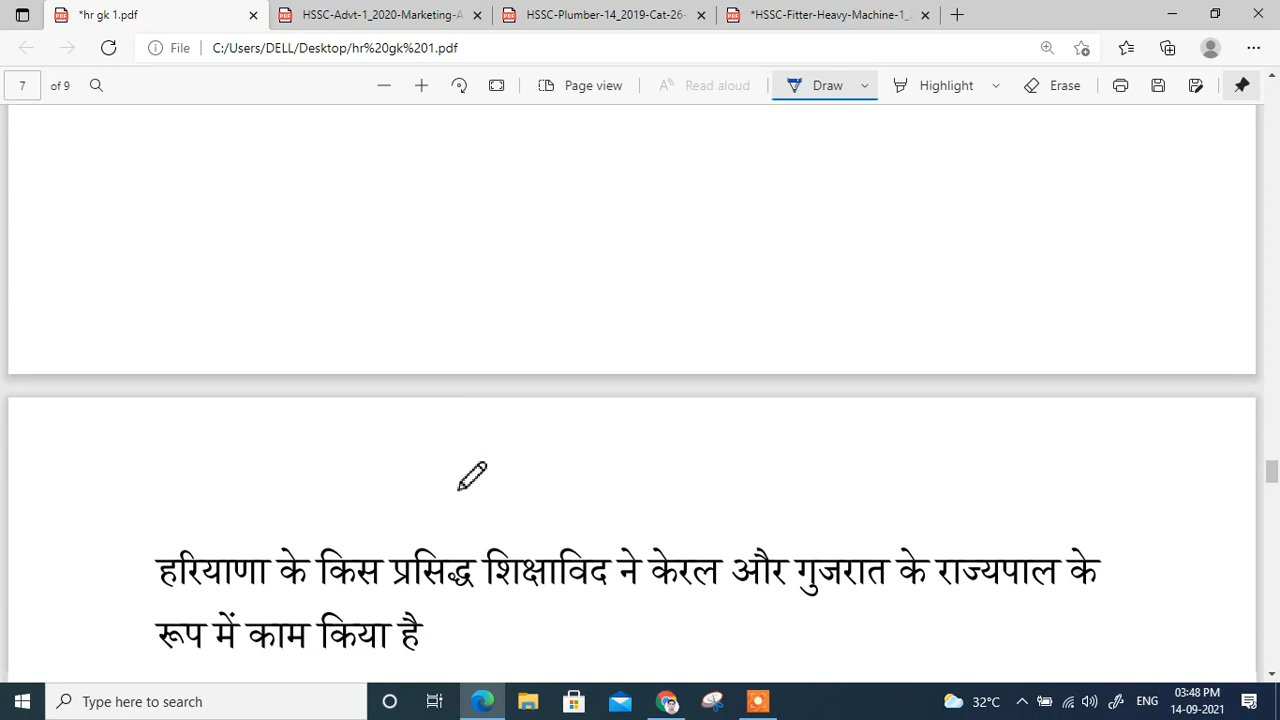 *hr gk 1.pdf
HSSC-Advt-1_2020-Marketing-A
HSSC-Plumber-14_2019-Cat-26-
*HSSC-Fitter-Heavy-Machine-1_
File C:/Users/DELL/Desktop/hr%20gk%201.pdf
7 of 9 Page view Read aloud Draw Highlight Erase
हरियाणा के किस प्रसिद्ध शिक्षाविद ने केरल और गुजरात के राज्यपाल के
रूप में काम किया है
Type here to search 32°C ENG 03:48 PM
14-09-2021